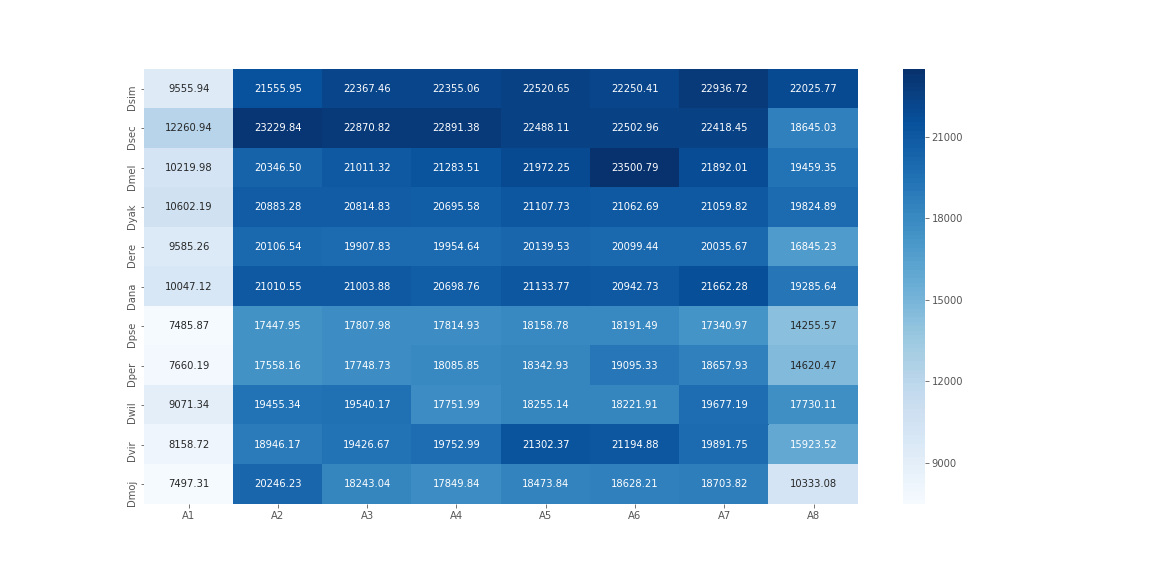 Dsim 9555.94 21555.95 22367.46 22355.06 22520.65 22250.41 22936.72 22025.77
Dsec 12260.94 23229.84 22870.82 22891.38 22488.11 22502.96 22418.45 18645.03
Dmel 10219.98 20346.50 21011.32 21283.51 21972.25 23500.79 21892.01 19459.35
Dyak 10602.19 20883.28 20814.83 20695.58 21107.73 21062.69 21059.82 19824.89
Dere 9585.26 20106.54 19907.83 19954.64 20139.53 20099.44 20035.67 16845.23
Dana 10047.12 21010.55 21003.88 20698.76 21133.77 20942.73 21662.28 19285.64
Dpse 7485.87 17447.95 17807.98 17814.93 18158.78 18191.49 17340.97 14255.57
Dper 7660.19 17558.16 17748.73 18085.85 18342.93 19095.33 18657.93 14620.47
Dwil 9071.34 19455.34 19540.17 17751.99 18255.14 18221.91 19677.19 17730.11
Dvir 8158.72 18946.17 19426.67 19752.99 21302.37 21194.88 19891.75 15923.52
Dmoj 7497.31 20246.23 18243.04 17849.84 18473.84 18628.21 18703.82 10333.08
A1 A2 A3 A4 A5 A6 A7 A8
21000
18000
15000
12000
9000